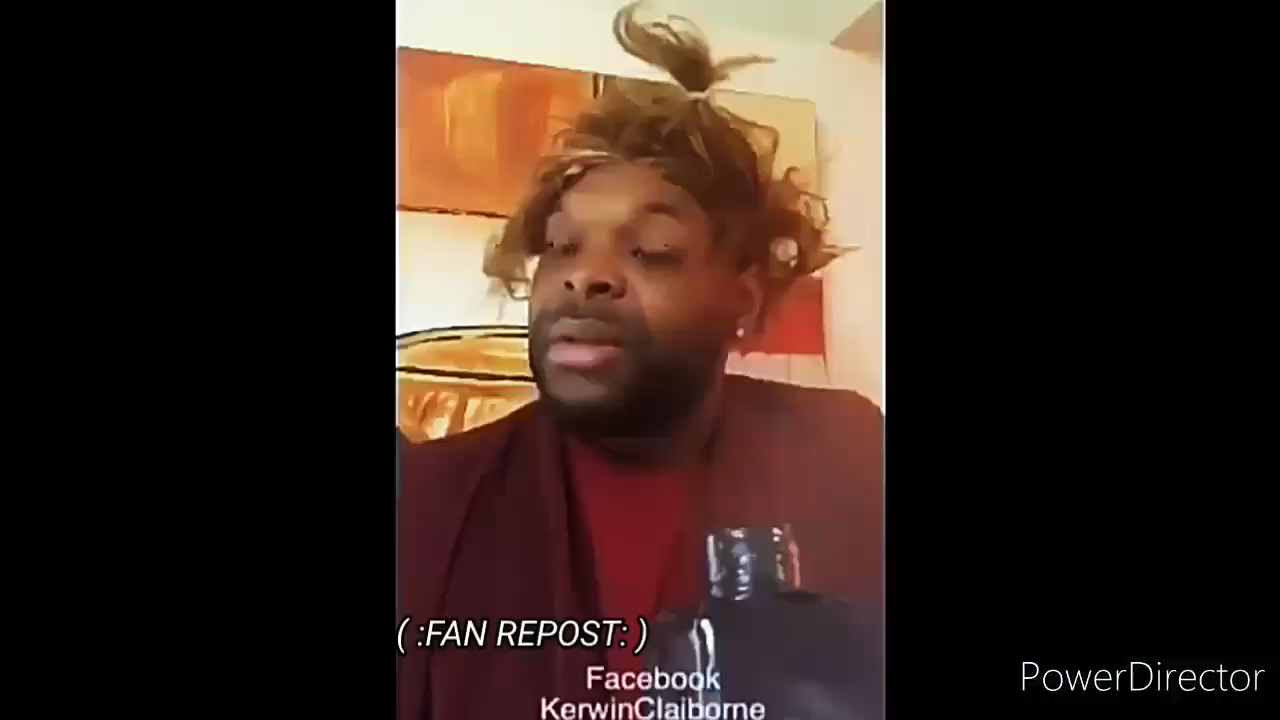 ( :FAN REPOST: )
Facebook
KerwinClaiborne
PowerDirector